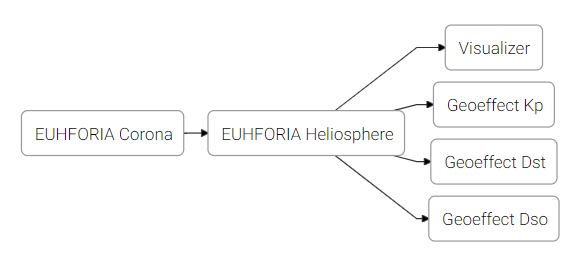 EUHFORIA Corona
EUHFORIA Heliosphere
Visualizer
Geoeffect Kp
Geoeffect Dst
Geoeffect Dso